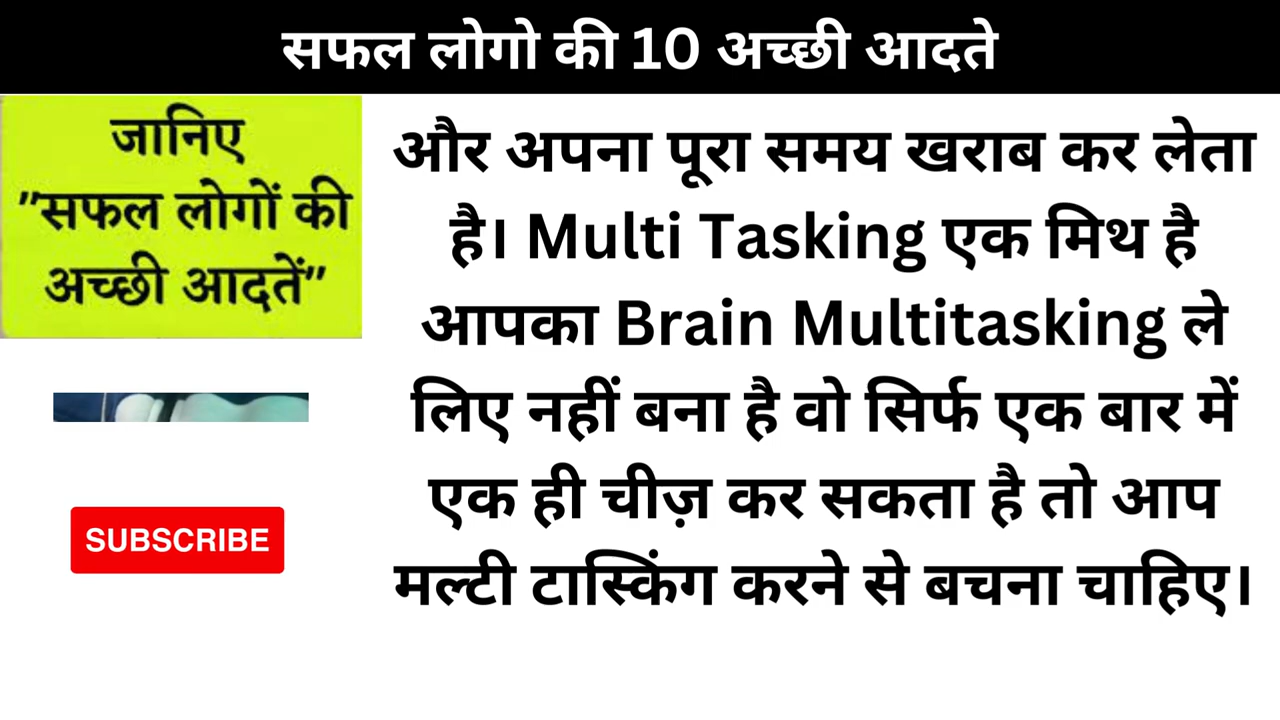 सफल लोगो की 10 अच्छी आदते
जानिए
"सफल लोगों की
अच्छी आदतें"
और अपना पूरा समय खराब कर लेता
है। Multi Tasking एक मिथ है
आपका Brain Multitasking ले
लिए नहीं बना है वो सिर्फ एक बार में
एक ही चीज़ कर सकता है तो आप
मल्टी टास्किंग करने से बचना चाहिए।
SUBSCRIBE